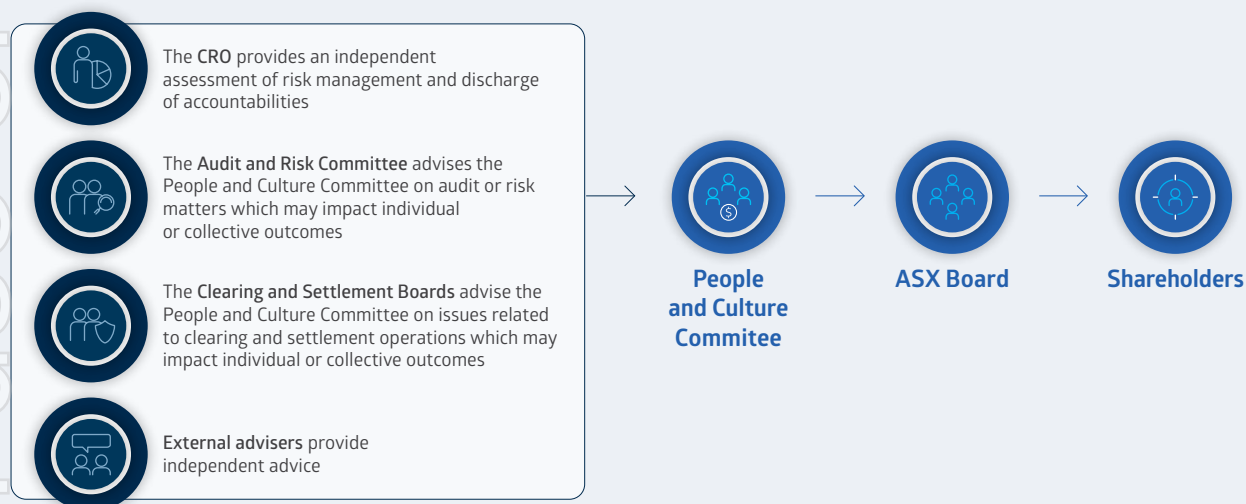 The CRO provides an independent
assessment of risk management and discharge
of accountabilities
The Audit and Risk Committee advises the
People and Culture Committee on audit or risk
matters which may impact individual
or collective outcomes
The Clearing and Settlement Boards advise the
People and Culture Committee on issues related
to clearing and settlement operations which may
impact individual or collective outcomes
External advisers provide
independent advice
$
People
and Culture
Commitee
ASX Board
Shareholders